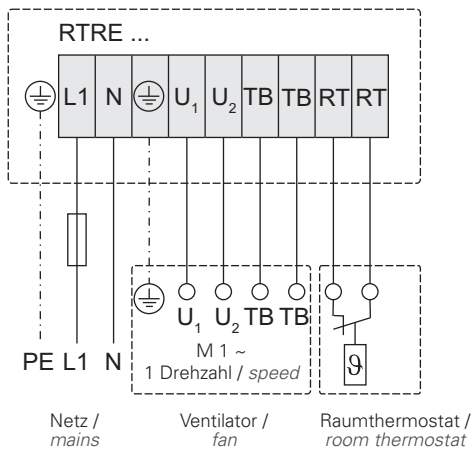 RTRE ...
L1 N U₁ U₂ TB TB RT RT
U₁ U₂ TB TB
M 1 ~
1 Drehzahl / speed
ϑ
PE L1 N
Netz / mains
Ventilator / fan
Raumthermostat / room thermostat